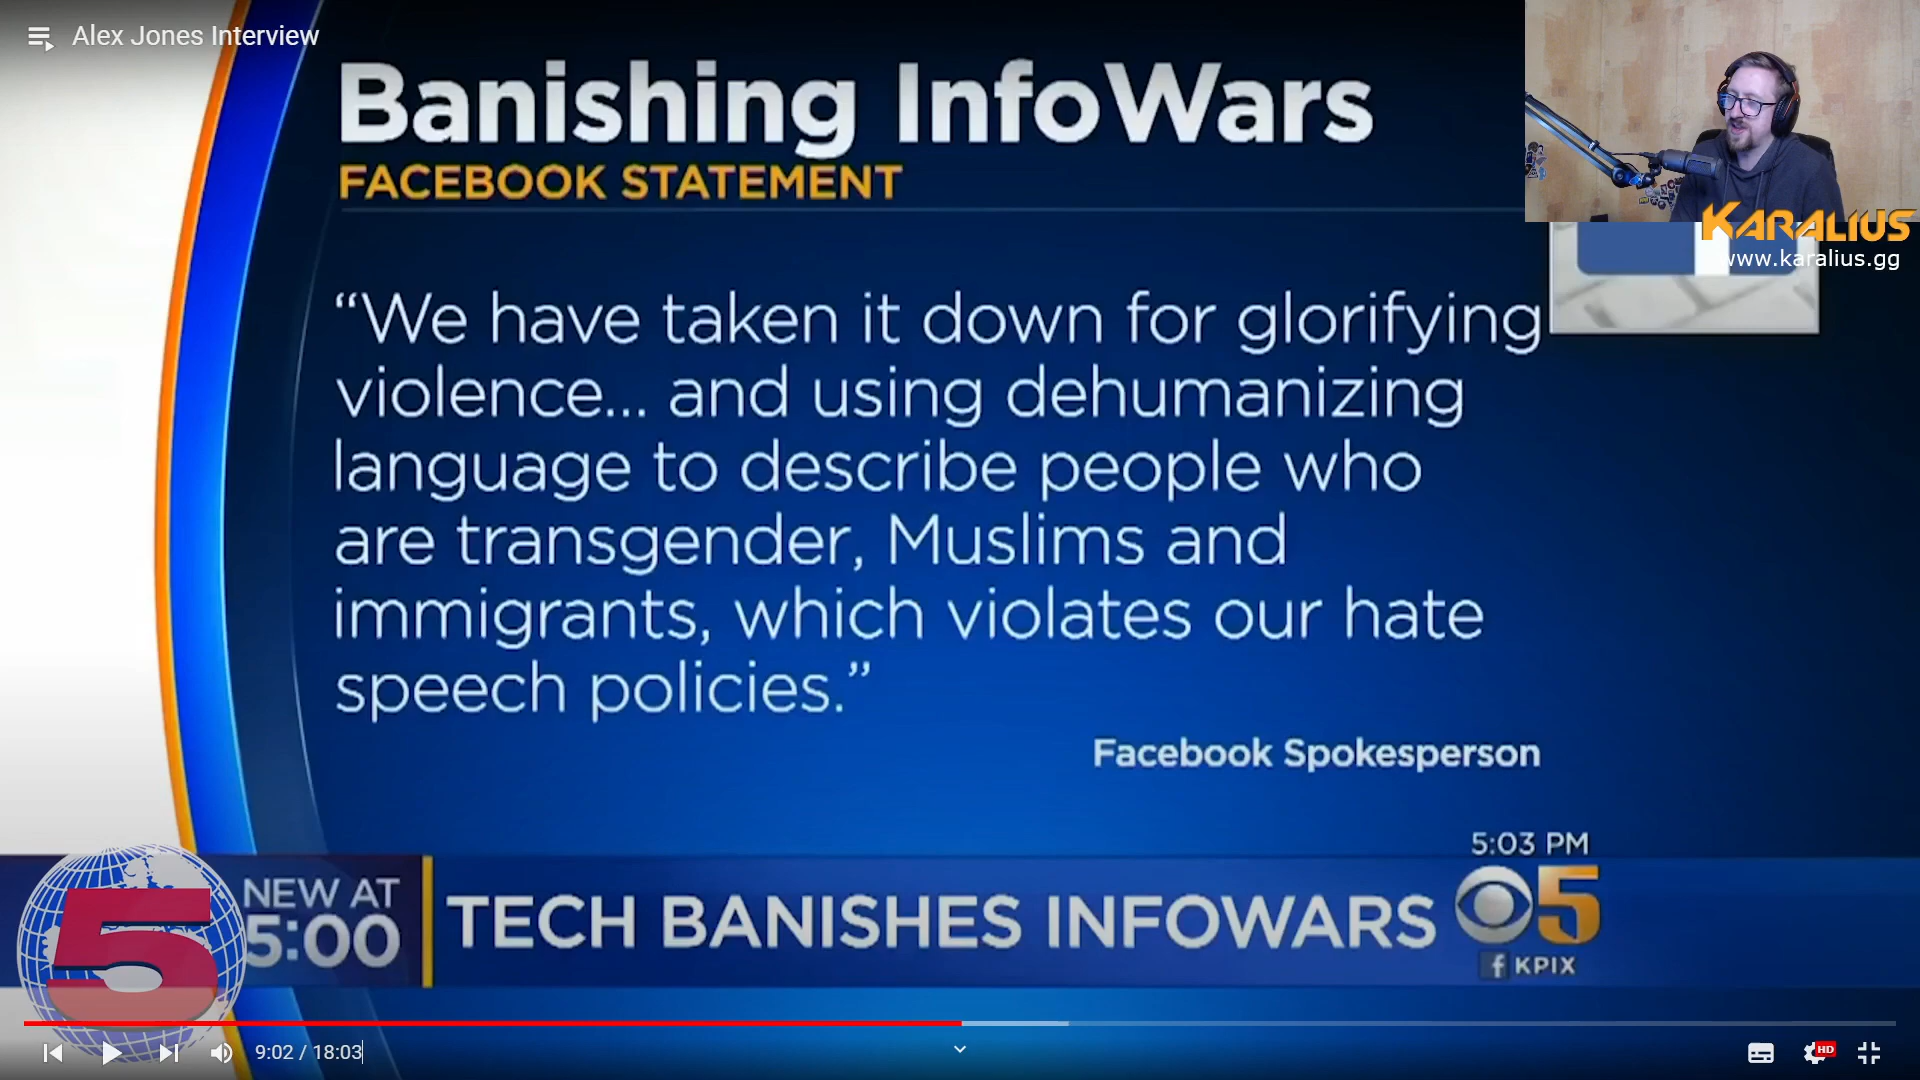 Alex Jones Interview
Banishing InfoWars
FACEBOOK STATEMENT
KARALIUS
www.karalius.gg
“We have taken it down for glorifying
violence... and using dehumanizing
language to describe people who
are transgender, Muslims and
immigrants, which violates our hate
speech policies.”
Facebook Spokesperson
5:03 PM
5
NEW AT
5:00
TECH BANISHES INFOWARS
5
f KPIX
9:02 / 18:03
HD